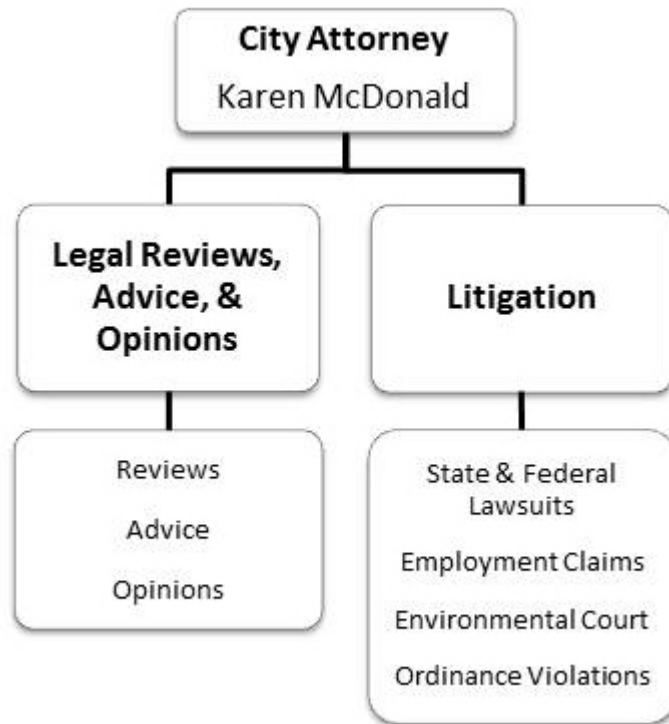 City Attorney
Karen McDonald
Legal Reviews,
Advice, &
Opinions
Litigation
Reviews
Advice
Opinions
State & Federal
Lawsuits
Employment Claims
Environmental Court
Ordinance Violations